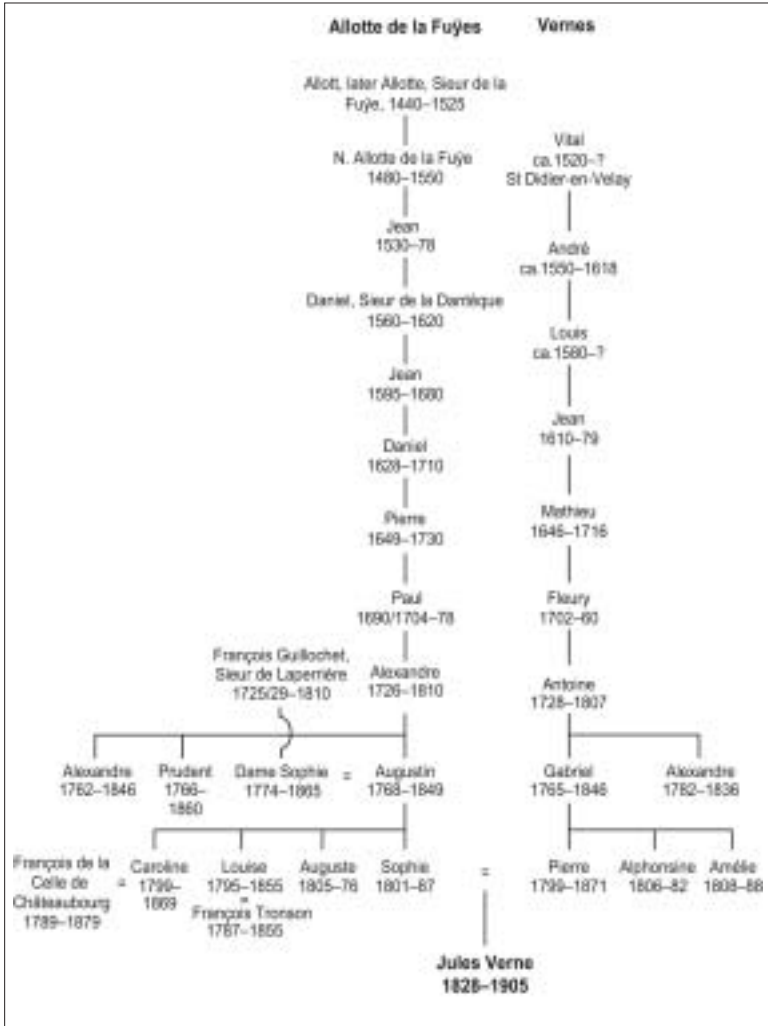 Allotte de la Fuÿes
Vernes
Allott, later Allotte, Sieur de la
Fuÿe, 1440–1525
N. Allotte de la Fuÿe
1480–1550
Vital
ca.1520–?
St Didier-en-Velay
Jean
1530–78
André
ca.1550–1618
Daniel, Sieur de la Dantèque
1560–1620
Louis
ca.1580–?
Jean
1595–1680
Jean
1610–79
Daniel
1628–1710
Mathieu
1646–1716
Pierre
1649–1730
Paul
1690/1704–78
Fleury
1702–60
François Guillochet,
Sieur de Laperrière
1725/29–1810
Alexandre
1726–1810
Antoine
1728–1807
Alexandre
1762–1846
Prudent
1766–
1860
Dame Sophie
1774–1865
=
Augustin
1768–1849
Gabriel
1765–1846
Alexandre
1782–1836
François de la
Celle de
Châteaubourg
1789–1879
=
Caroline
1799–
1869
Louise
1795–1855
=
François Tronson
1787–1855
Auguste
1805–76
Sophie
1801–87
=
Pierre
1799–1871
Alphonsine
1806–82
Amélie
1808–88
Jules Verne
1828–1905